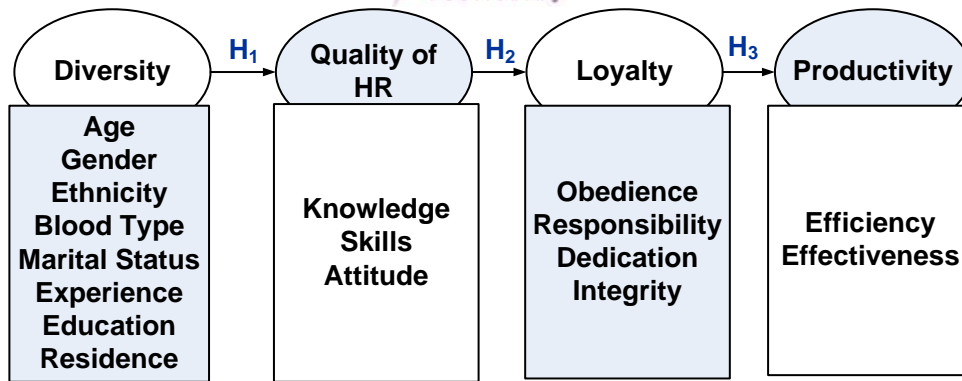 Diversity
H1
Quality of
HR
H2
Loyalty
H3
Productivity
Age
Gender
Ethnicity
Blood Type
Marital Status
Experience
Education
Residence
Knowledge
Skills
Attitude
Obedience
Responsibility
Dedication
Integrity
Efficiency
Effectiveness